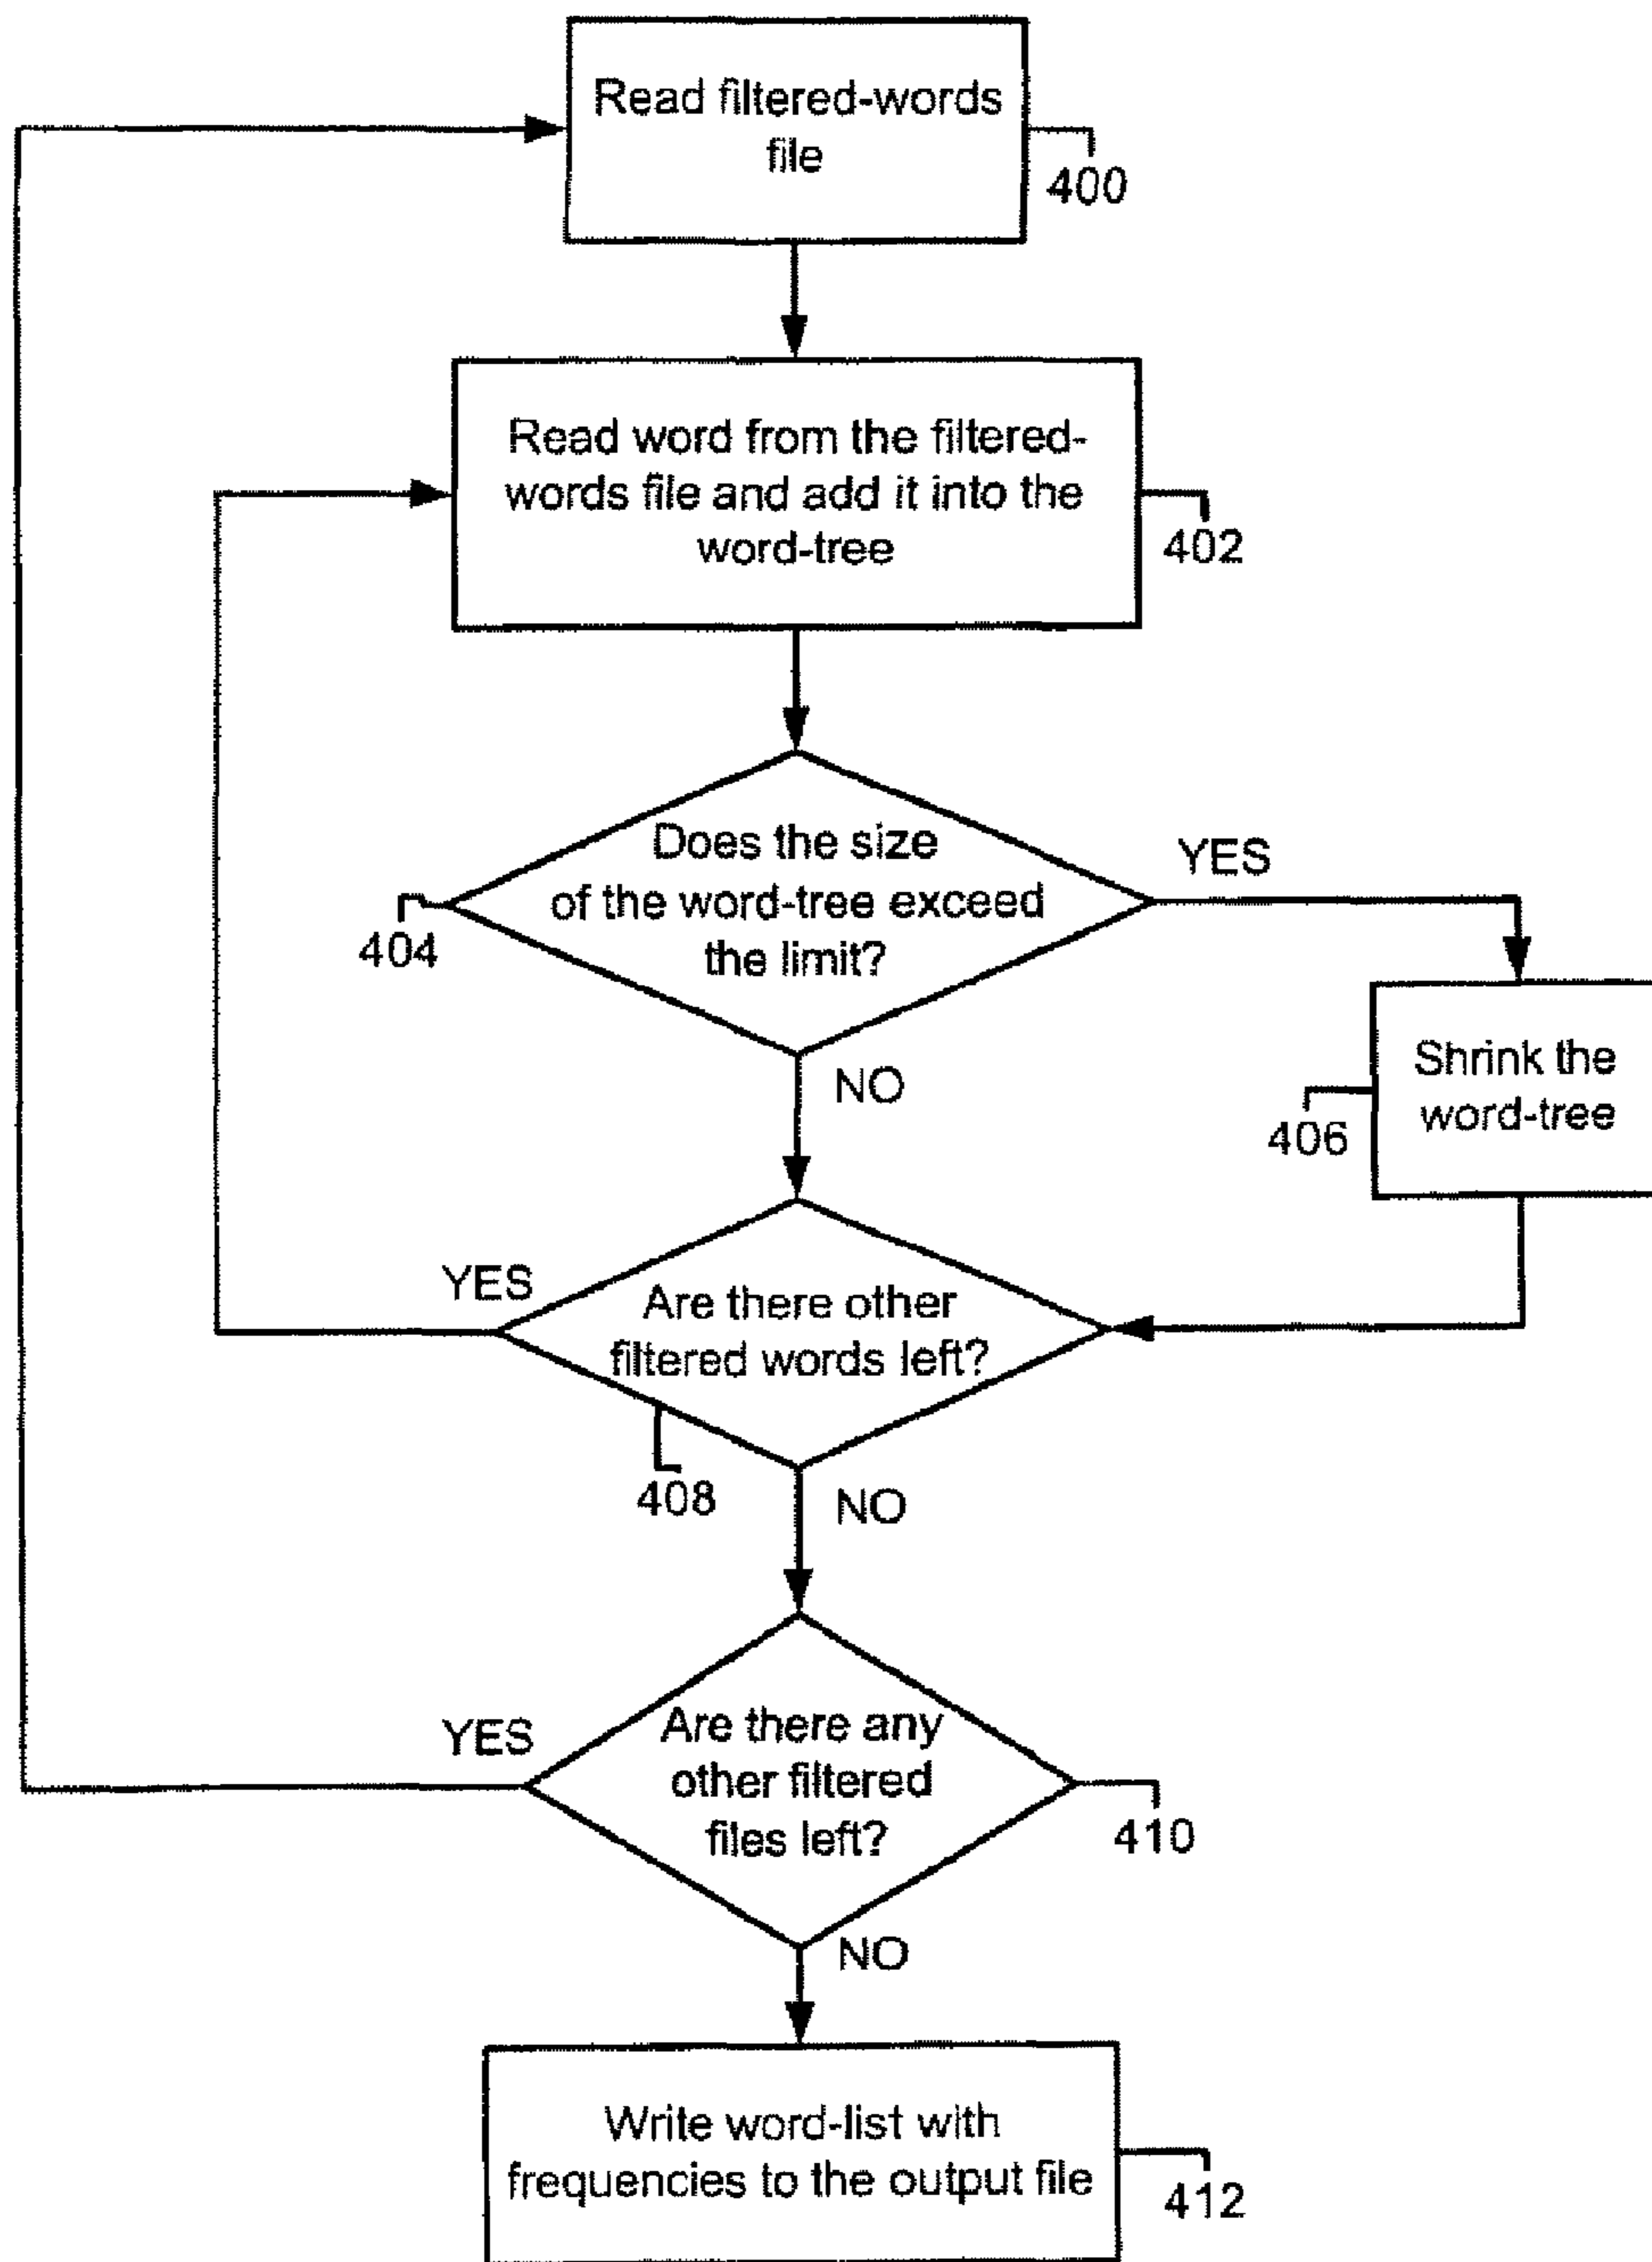 Read filtered-words
file
400
Read word from the filtered-
words file and add it into the
word-tree
402
Does the size
of the word-tree exceed
the limit?
404
YES
NO
Shrink the
word-tree
406
YES
Are there other
filtered words left?
408
NO
YES
Are there any
other filtered
files left?
410
NO
Write word-list with
frequencies to the output file
412